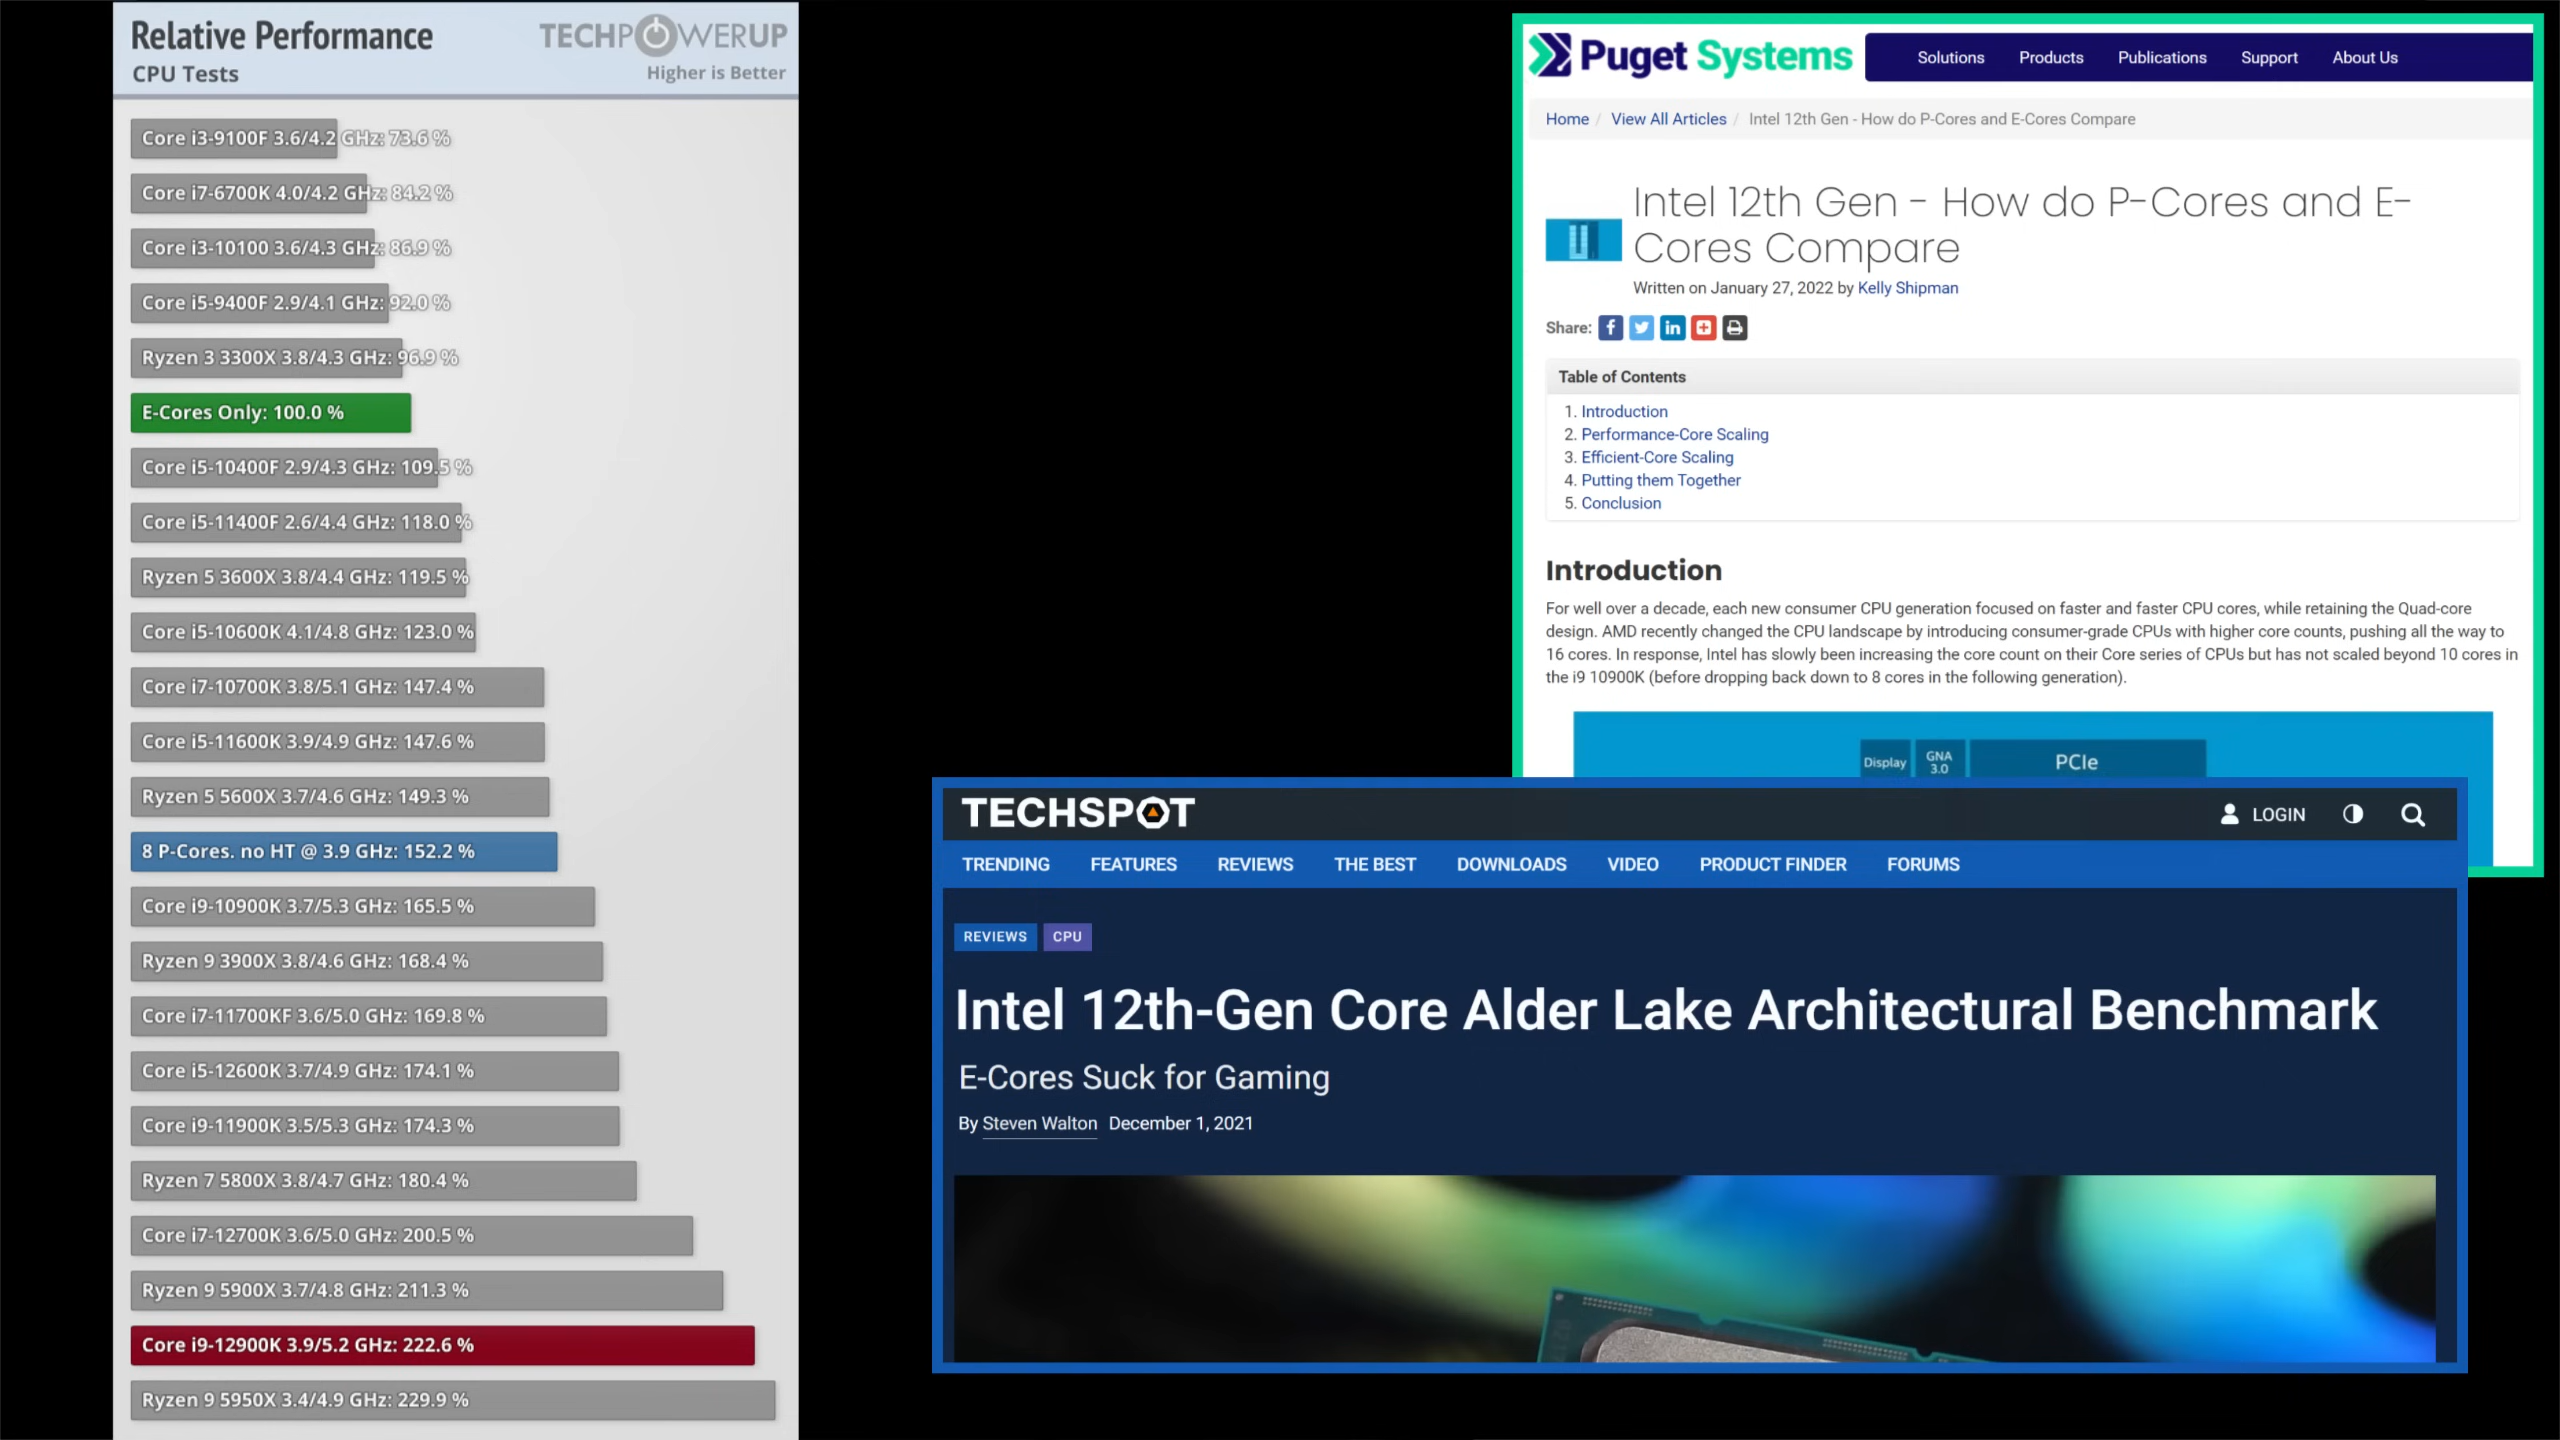 Relative Performance
TECHPOWERUP
CPU Tests
Higher is Better
Core i3-9100F 3.6/4.2 GHz: 73.6 %
Core i7-6700K 4.0/4.2 GHz: 84.2 %
Core i3-10100 3.6/4.3 GHz: 86.9 %
Core i5-9400F 2.9/4.1 GHz: 92.0 %
Ryzen 3 3300X 3.8/4.3 GHz: 96.9 %
E-Cores Only: 100.0 %
Core i5-10400F 2.9/4.3 GHz: 109.5 %
Core i5-11400F 2.6/4.4 GHz: 118.0 %
Ryzen 5 3600X 3.8/4.4 GHz: 119.5 %
Core i5-10600K 4.1/4.8 GHz: 123.0 %
Core i7-10700K 3.8/5.1 GHz: 147.4 %
Core i5-11600K 3.9/4.9 GHz: 147.6 %
Ryzen 5 5600X 3.7/4.6 GHz: 149.3 %
8 P-Cores. no HT @ 3.9 GHz: 152.2 %
Core i9-10900K 3.7/5.3 GHz: 165.5 %
Ryzen 9 3900X 3.8/4.6 GHz: 168.4 %
Core i7-11700KF 3.6/5.0 GHz: 169.8 %
Core i5-12600K 3.7/4.9 GHz: 174.1 %
Core i9-11900K 3.5/5.3 GHz: 174.3 %
Ryzen 7 5800X 3.8/4.7 GHz: 180.4 %
Core i7-12700K 3.6/5.0 GHz: 200.5 %
Ryzen 9 5900X 3.7/4.8 GHz: 211.3 %
Core i9-12900K 3.9/5.2 GHz: 222.6 %
Ryzen 9 5950X 3.4/4.9 GHz: 229.9 %
Puget Systems
Solutions Products Publications Support About Us
Home / View All Articles / Intel 12th Gen - How do P-Cores and E-Cores Compare
Intel 12th Gen - How do P-Cores and E-
Cores Compare
Written on January 27, 2022 by Kelly Shipman
Share:
Table of Contents
1. Introduction
2. Performance-Core Scaling
3. Efficient-Core Scaling
4. Putting them Together
5. Conclusion
Introduction
For well over a decade, each new consumer CPU generation focused on faster and faster CPU cores, while retaining the Quad-core
design. AMD recently changed the CPU landscape by introducing consumer-grade CPUs with higher core counts, pushing all the way to
16 cores. In response, Intel has slowly been increasing the core count on their Core series of CPUs but has not scaled beyond 10 cores in
the i9 10900K (before dropping back down to 8 cores in the following generation).
Display
GNA
3.0
PCIe
TECHSPOT
LOGIN
TRENDING FEATURES REVIEWS THE BEST DOWNLOADS VIDEO PRODUCT FINDER FORUMS
REVIEWS CPU
Intel 12th-Gen Core Alder Lake Architectural Benchmark
E-Cores Suck for Gaming
By Steven Walton December 1, 2021